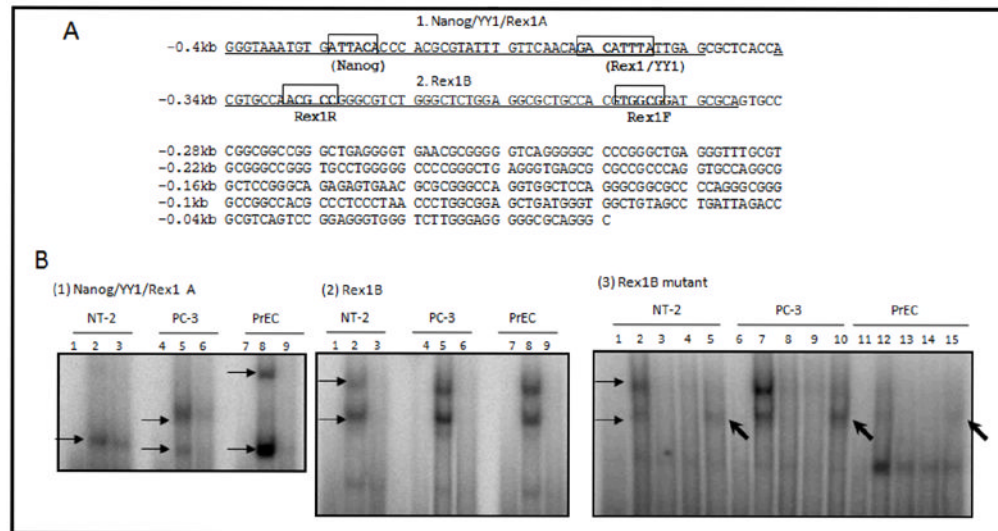 A
1. Nanog/YY1/Rex1A
-0.4kb GGGTAAATGTG GATTACACCC ACGCGTATTT GTTCAACAGA CATTTATTGA GCGCTCACCA
(Nanog) (Rex1/YY1)
2. Rex1B
-0.34kb CGTGCCAACG CCGGGCGTCT GGGCTCTGGA GGCGCTGCCA CGTGGCGGAT GCGCAGTGCC
Rex1R Rex1F
-0.28kb CGGCGGCCGG GCTGAGGGGT GAACGCGGGG GTCAGGGGGC CCCGGGCTGA GGGTTTGCGT
-0.22kb GCGGGCCGGG TGCCTGGGGG CCCCGGGCTG AGGGTGAGCG CGCCGCCCAG GTGCCAGGCG
-0.16kb GCTCCGGGCA GAGAGTGAAC GCGCGGGCCA GGTGGCTCCA GGGCGGCGCC CCAGGGCGGG
-0.1kb GCCGGCCACG CCCTCCCTAA CCCTGGCGGA GCTGATGGGT GGCTGTAGCC TGATTAGACC
-0.04kb GCGTCAGTCC GGAGGGTGGG TCTTGGGAGG GGGCGCAGGG C
B
(1) Nanog/YY1/Rex1 A
NT-2 PC-3 PrEC
1 2 3 4 5 6 7 8 9
(2) Rex1B
NT-2 PC-3 PrEC
1 2 3 4 5 6 7 8 9
(3) Rex1B mutant
NT-2 PC-3 PrEC
1 2 3 4 5 6 7 8 9 10 11 12 13 14 15